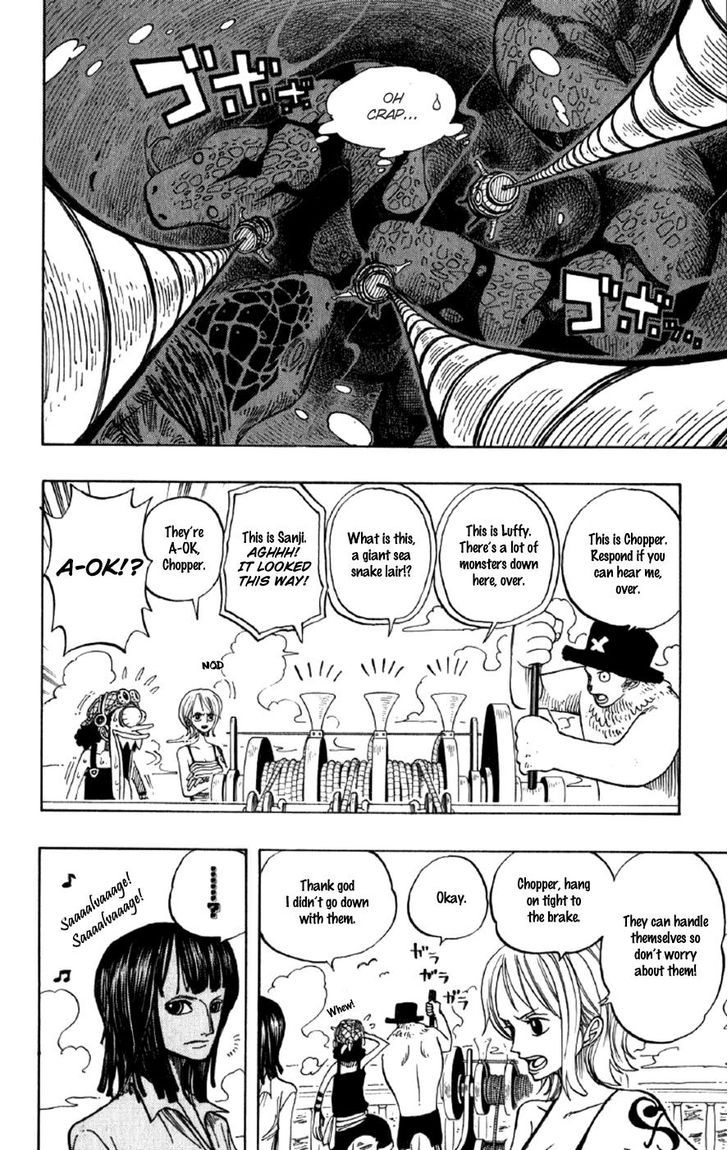 ゴボボ
OH
CRAP...
ゴボ...
This is Chopper.
Respond if you
can hear me,
over.
This is Luffy.
There's a lot of
monsters down
here, over.
What is this,
a giant sea
snake lair!?
This is Sanji.
AGHHH!
IT LOOKED
THIS WAY!
They're
A-OK,
Chopper.
A-OK!?
NOD
They can handle
themselves so
don't worry
about them!
Chopper, hang
on tight to
the brake.
Okay.
Thank god
I didn't go down
with them.
Whew!
ガラ
ガラ
.......?
Saaaalvaaage!
Saaaalvaaage!